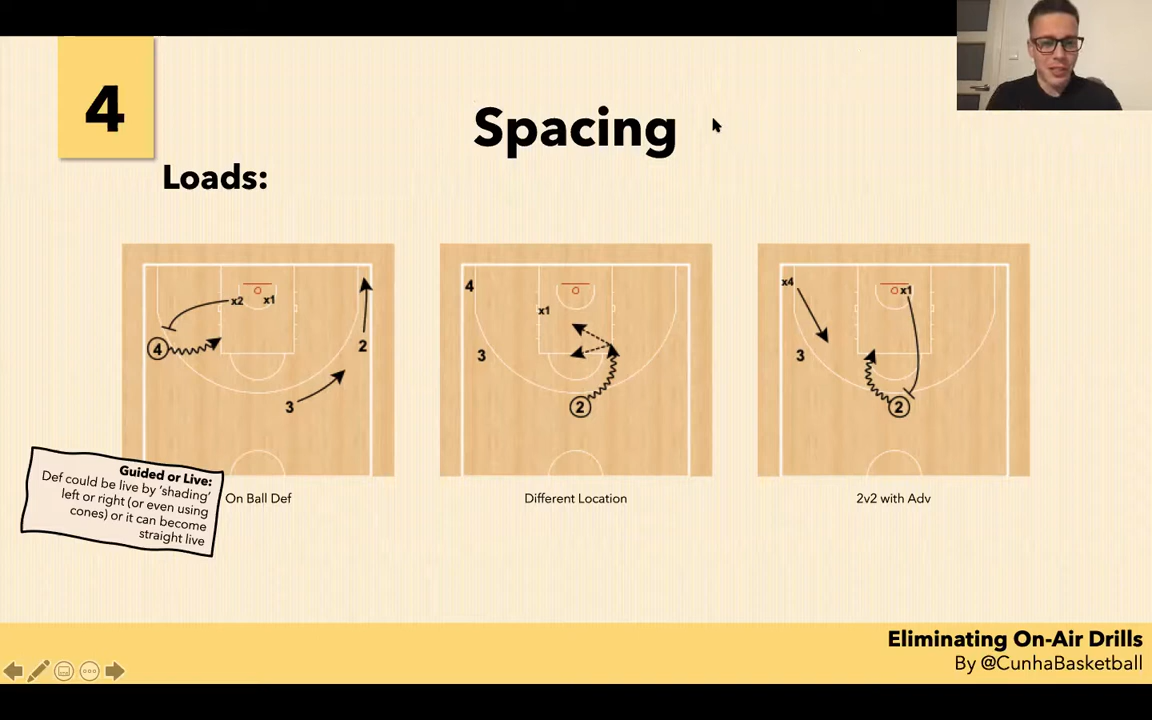 4
Spacing
Loads:
x2
x1
4
2
3
4
x1
3
2
x4
x1
3
2
Guided or Live:
Def could be live by ‘shading’
left or right (or even using
cones) or it can become
straight live
On Ball Def
Different Location
2v2 with Adv
Eliminating On-Air Drills
By @CunhaBasketball